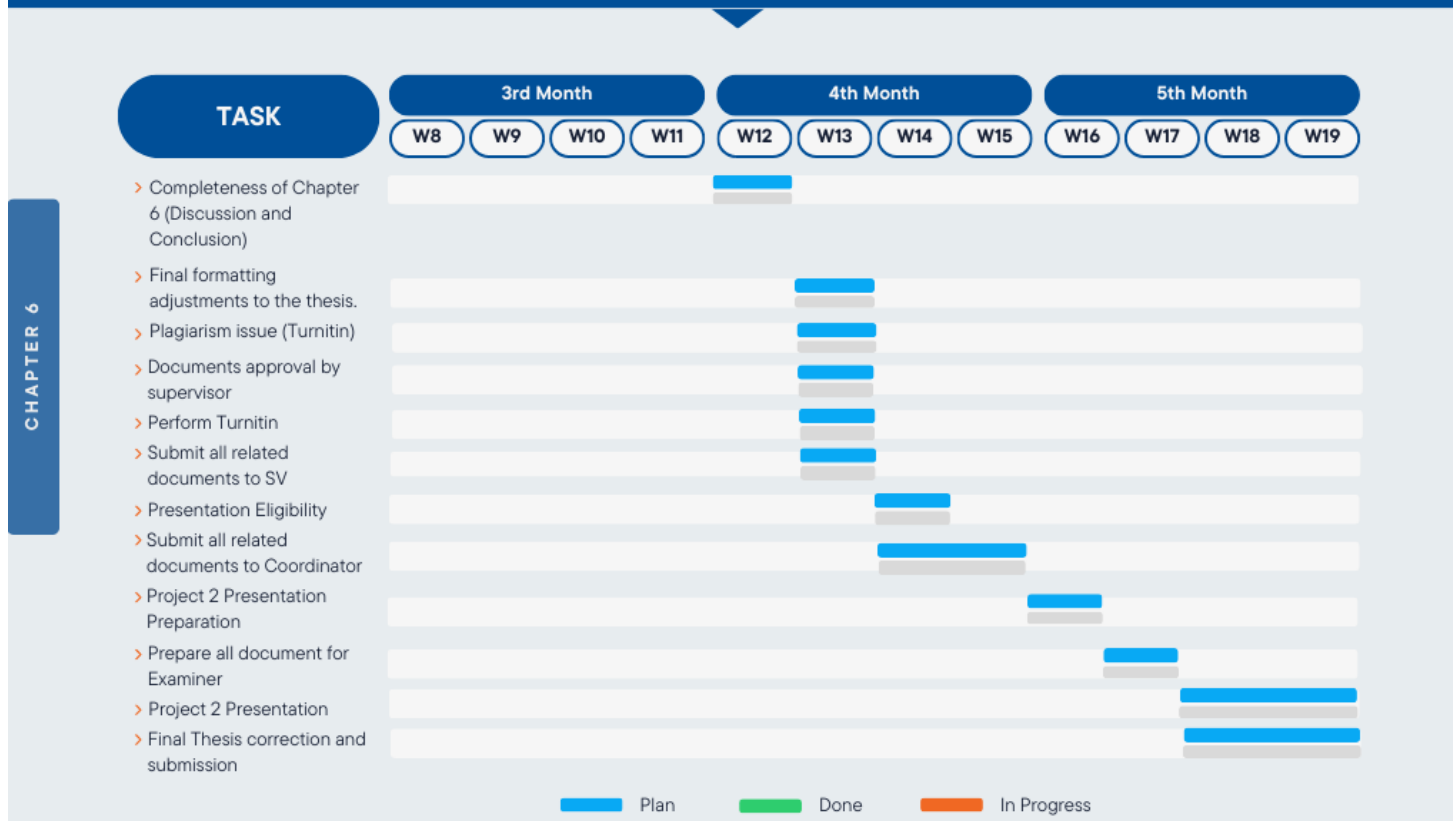 TASK
3rd Month
4th Month
5th Month
W8 W9 W10 W11 W12 W13 W14 W15 W16 W17 W18 W19
CHAPTER 6
Completeness of Chapter
6 (Discussion and
Conclusion)
Final formatting
adjustments to the thesis.
Plagiarism issue (Turnitin)
Documents approval by
supervisor
Perform Turnitin
Submit all related
documents to SV
Presentation Eligibility
Submit all related
documents to Coordinator
Project 2 Presentation
Preparation
Prepare all document for
Examiner
Project 2 Presentation
Final Thesis correction and
submission
Plan
Done
In Progress